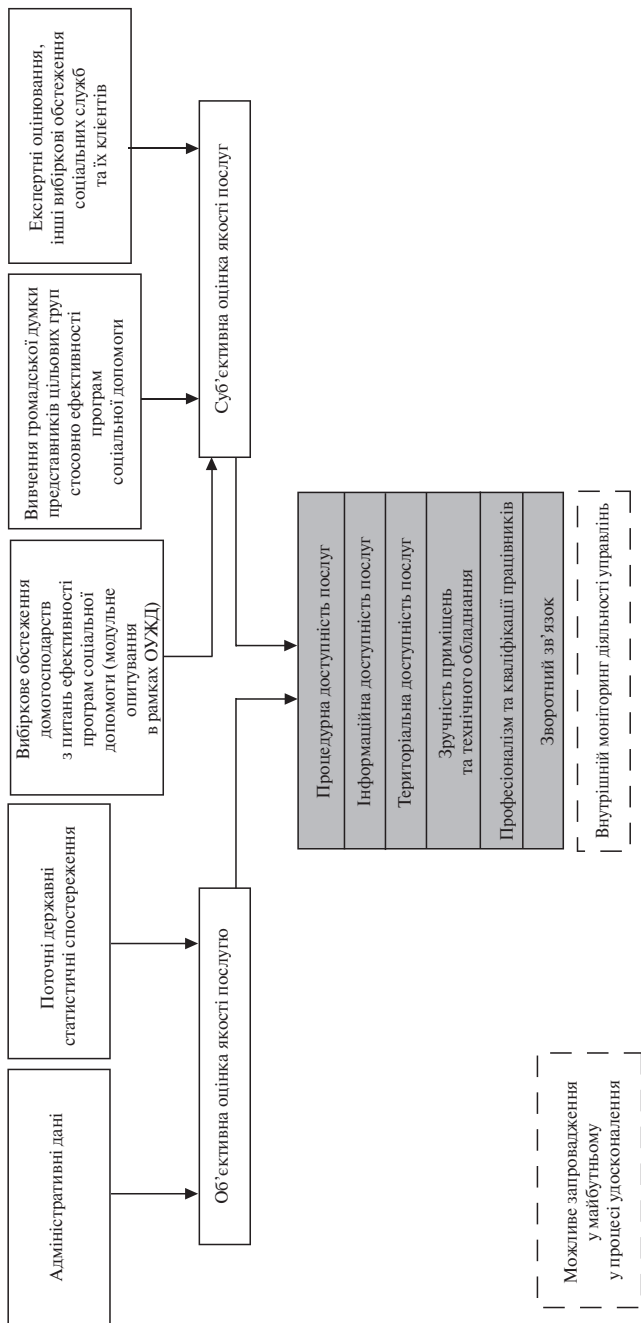 Адміністративні дані
Поточні державні
статистичні спостереження
Вибіркове обстеження
домогосподарств
з питань ефективності
програм соціальної
допомоги (модульне
опитування
в рамках ОУЖД)
Вивчення громадської думки
представників цільових груп
стосовно ефективності
програм
соціальної допомоги
Експертні оцінювання,
інші вибіркові обстеження
соціальних служб
та їх клієнтів
Об’єктивна оцінка якості послугю
Суб’єктивна оцінка якості послуг
Процедурна доступність послуг
Інформаційна доступність послуг
Територіальна доступність послуг
Зручність приміщень
та технічного обладнання
Професіоналізм та кваліфікації працівників
Зворотний зв’язок
Внутрішній моніторинг діяльності управлінь
Можливе запровадження
у майбутньому
у процесі удосконалення